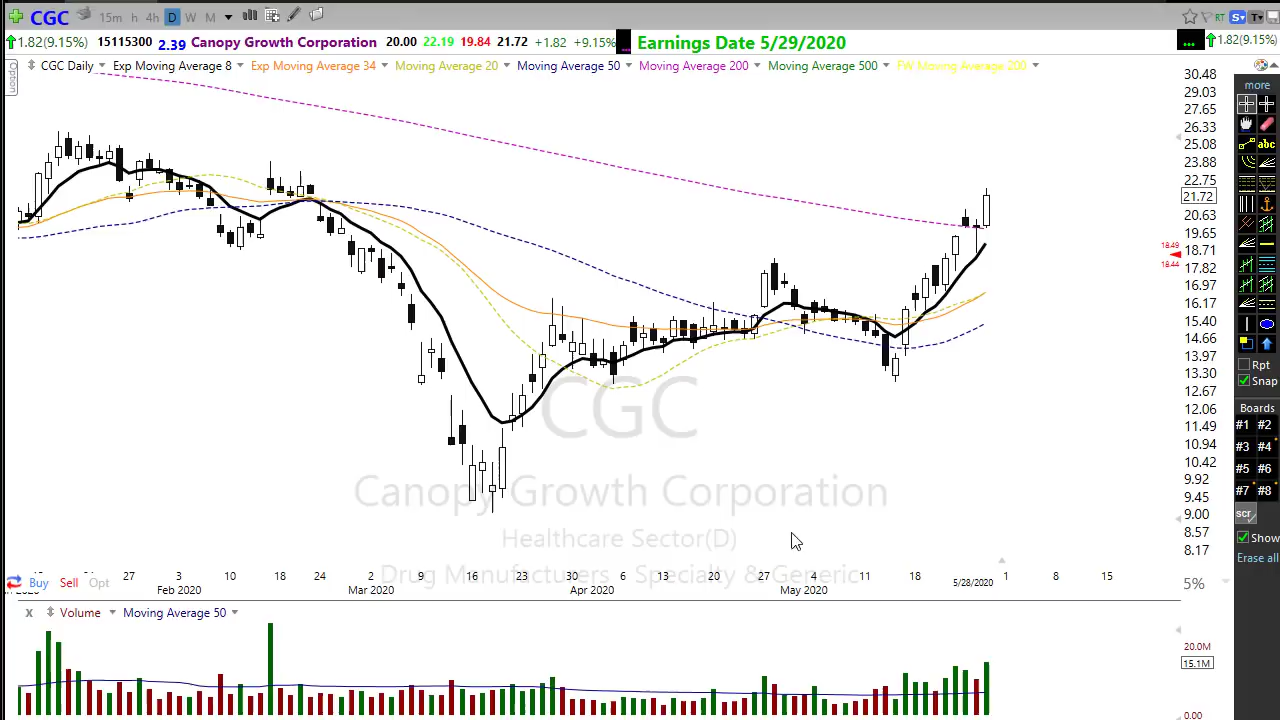 CGC 15m h 4h D W M RT S T
1.82(9.15%) 15115300 2.39 Canopy Growth Corporation 20.00 22.19 19.84 21.72 +1.82 +9.15% ... Earnings Date 5/29/2020 ... 1.82(9.15%)
Option
CGC Daily Exp Moving Average 8 Exp Moving Average 34 Moving Average 20 Moving Average 50 Moving Average 200 Moving Average 500 FW Moving Average 200
30.48
29.03
27.65
26.33
25.08
23.88
22.75
21.72
20.63
19.65
18.71
17.82
16.97
16.17
15.40
14.66
13.97
13.30
12.67
12.06
11.49
10.94
10.42
9.92
9.45
9.00
8.57
8.17
18.49
18.44
more
abc
Rpt
Snap
Boards
#1 #2
#3 #4
#5 #6
#7 #8
scr
Show
Erase all
CGC
Canopy Growth Corporation
Healthcare Sector(D)
Drug Manufacturers - Specialty & Generic
27 3 10 18 24 2 9 16 23 30 6 13 20 27 4 11 18 5/28/2020 1 8 15
Feb 2020 Mar 2020 Apr 2020 May 2020
Buy Sell Opt
5%
X Volume Moving Average 50
20.0M
15.1M
0.00